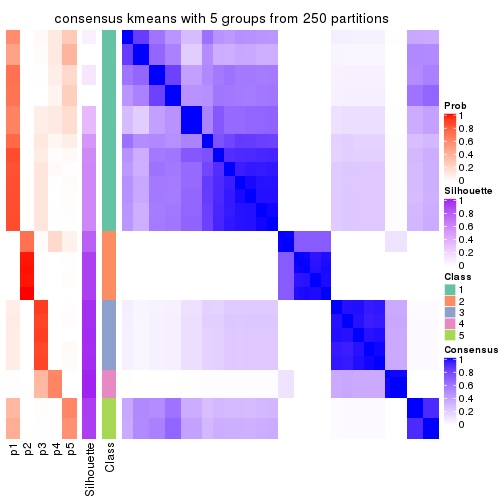 consensus kmeans with 5 groups from 250 partitions
p1
p2
p3
p4
p5
Silhouette
Class
Prob
1
0.8
0.6
0.4
0.2
0
Silhouette
1
0.8
0.6
0.4
0.2
0
Class
1
2
3
4
5
Consensus
1
0.8
0.6
0.4
0.2
0